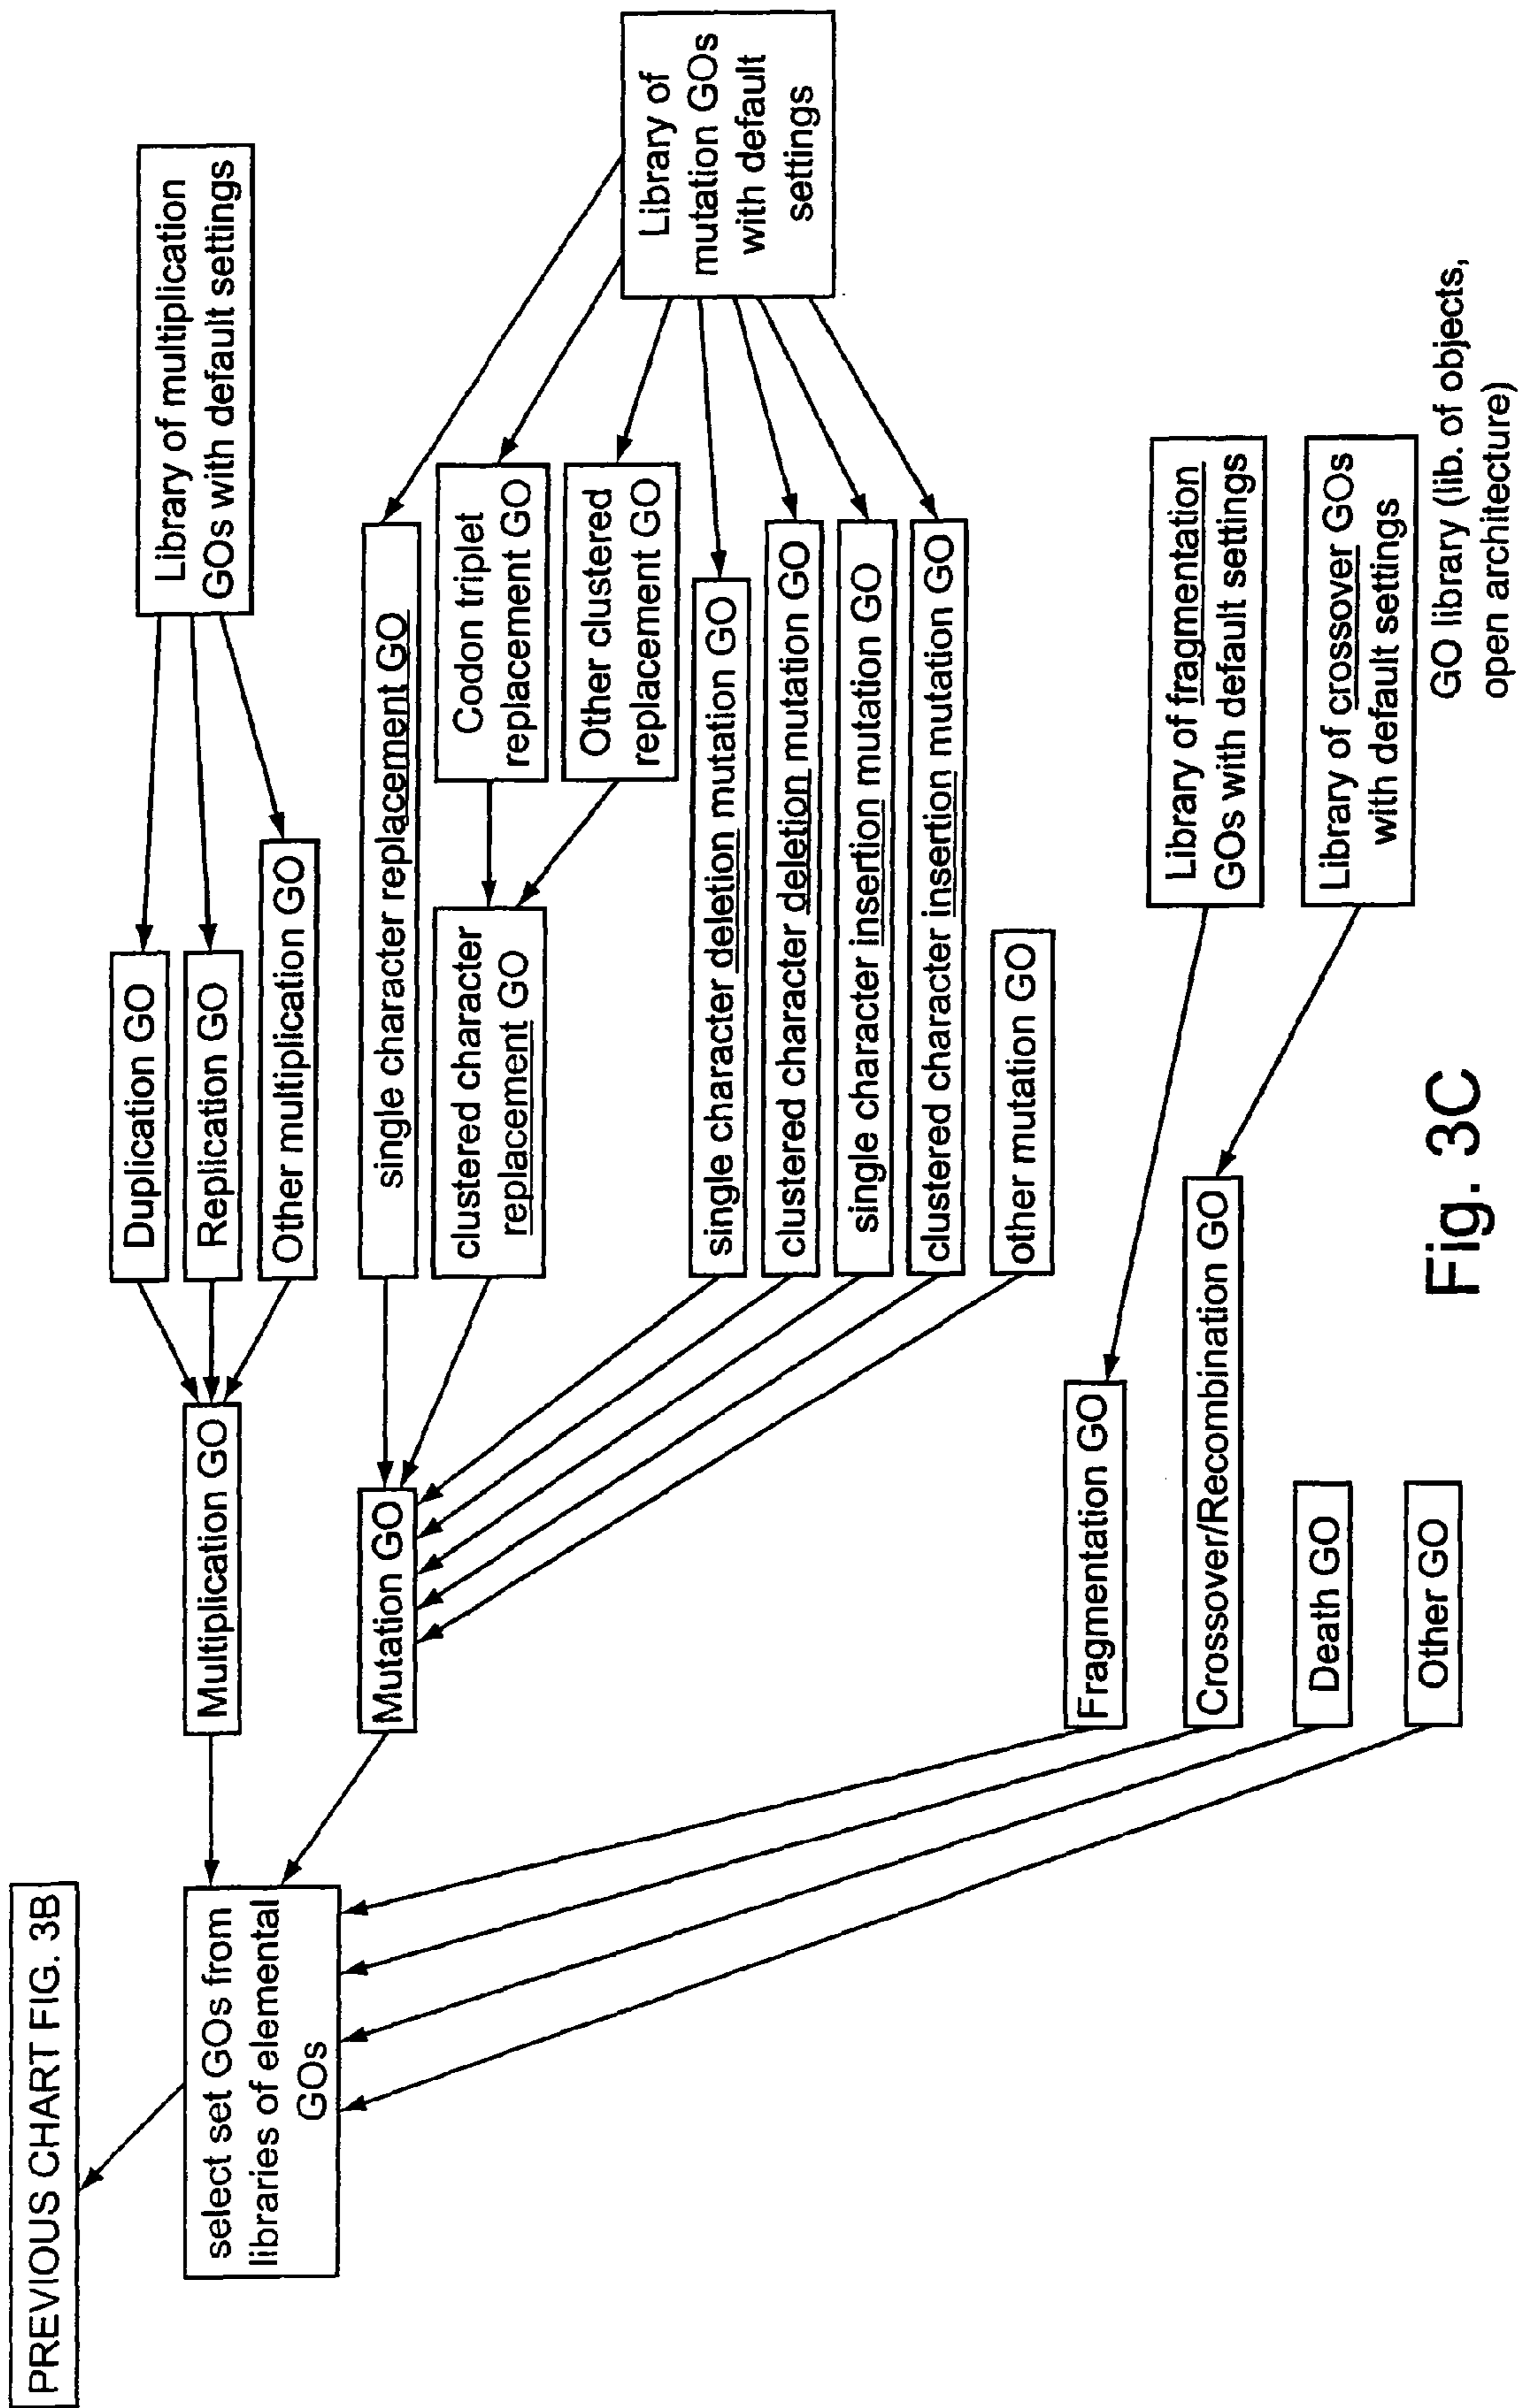 PREVIOUS CHART FIG. 3B
select set GOs from
libraries of elemental
GOs
Multiplication GO
Duplication GO
Replication GO
Other multiplication GO
Library of multiplication
GOs with default settings
Mutation GO
single character replacement GO
clustered character
replacement GO
Codon triplet
replacement GO
Other clustered
replacement GO
single character deletion mutation GO
clustered character deletion mutation GO
single character insertion mutation GO
clustered character insertion mutation GO
other mutation GO
Library of
mutation GOs
with default
settings
Fragmentation GO
Library of fragmentation
GOs with default settings
Crossover/Recombination GO
Library of crossover GOs
with default settings
Death GO
Other GO
GO library (lib. of objects,
open architecture)
Fig. 3C